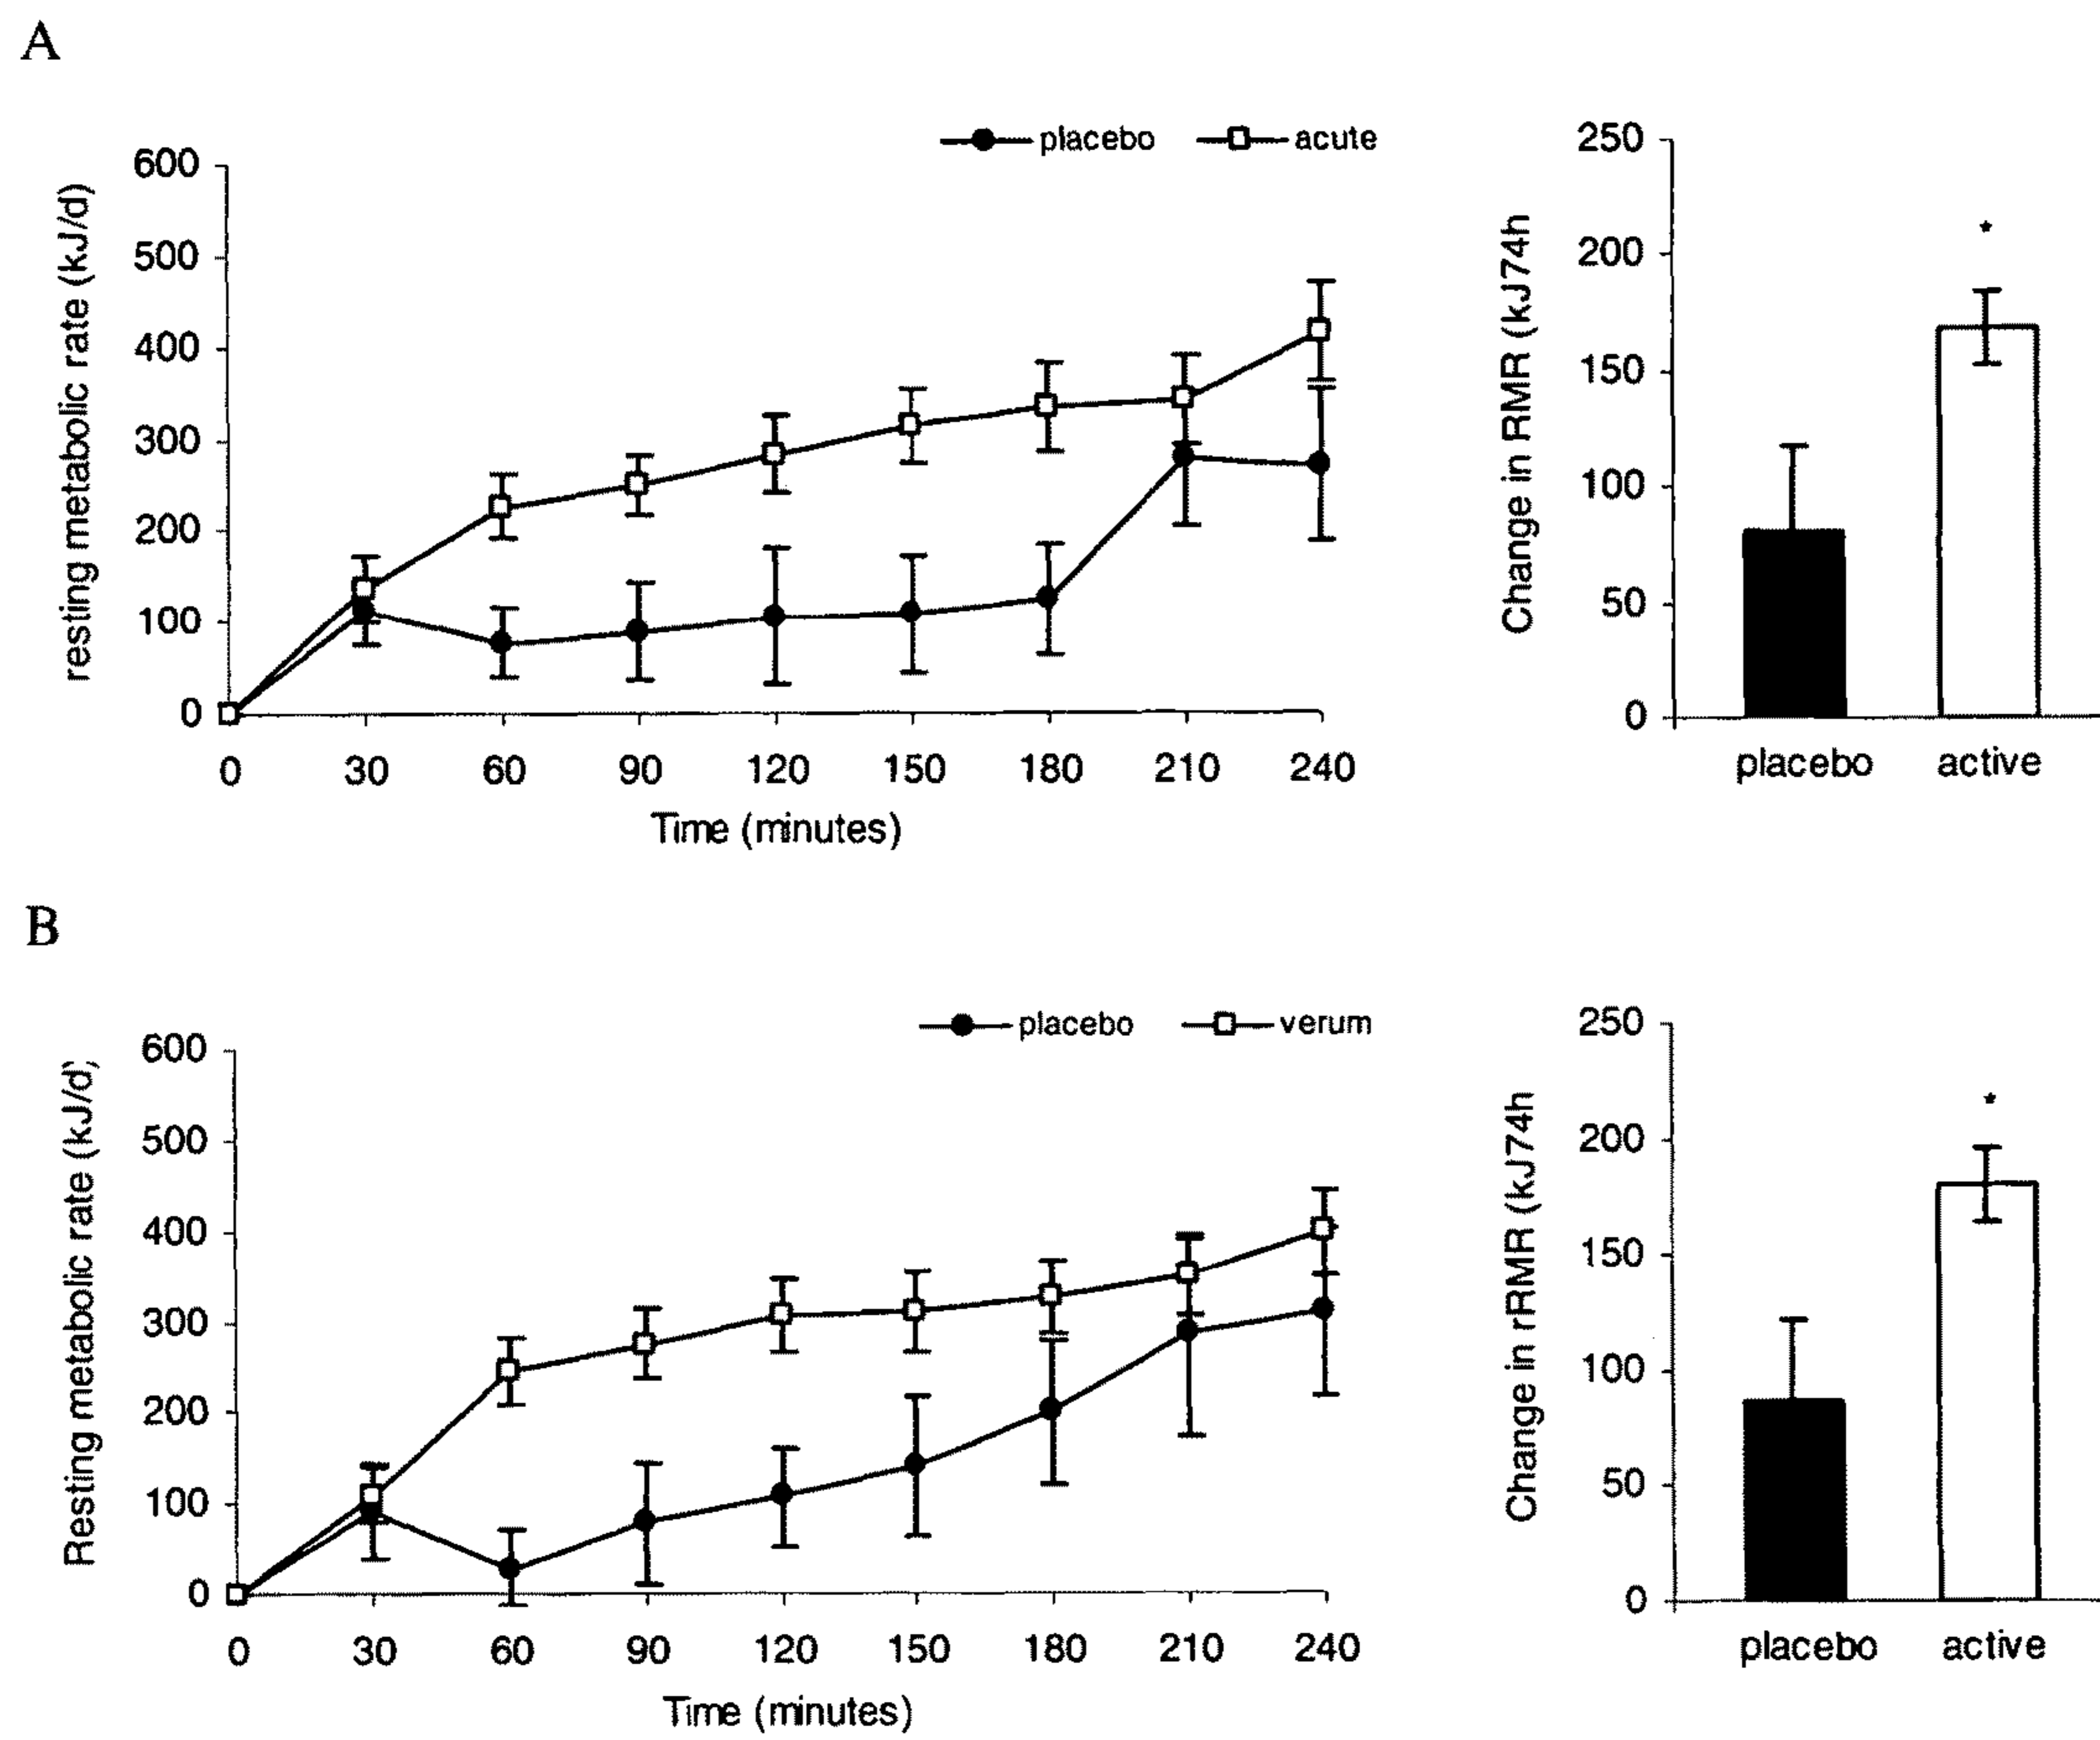 A
placebo acute
600
500
400
300
200
100
0
resting metabolic rate (kJ/d)
0 30 60 90 120 150 180 210 240
Time (minutes)
250
200
150
100
50
0
Change in RMR (kJ74h
*
placebo active
B
placebo verum
600
500
400
300
200
100
0
Resting metabolic rate (kJ/d)
0 30 60 90 120 150 180 210 240
Time (minutes)
250
200
150
100
50
0
Change in rRMR (kJ74h
*
placebo active